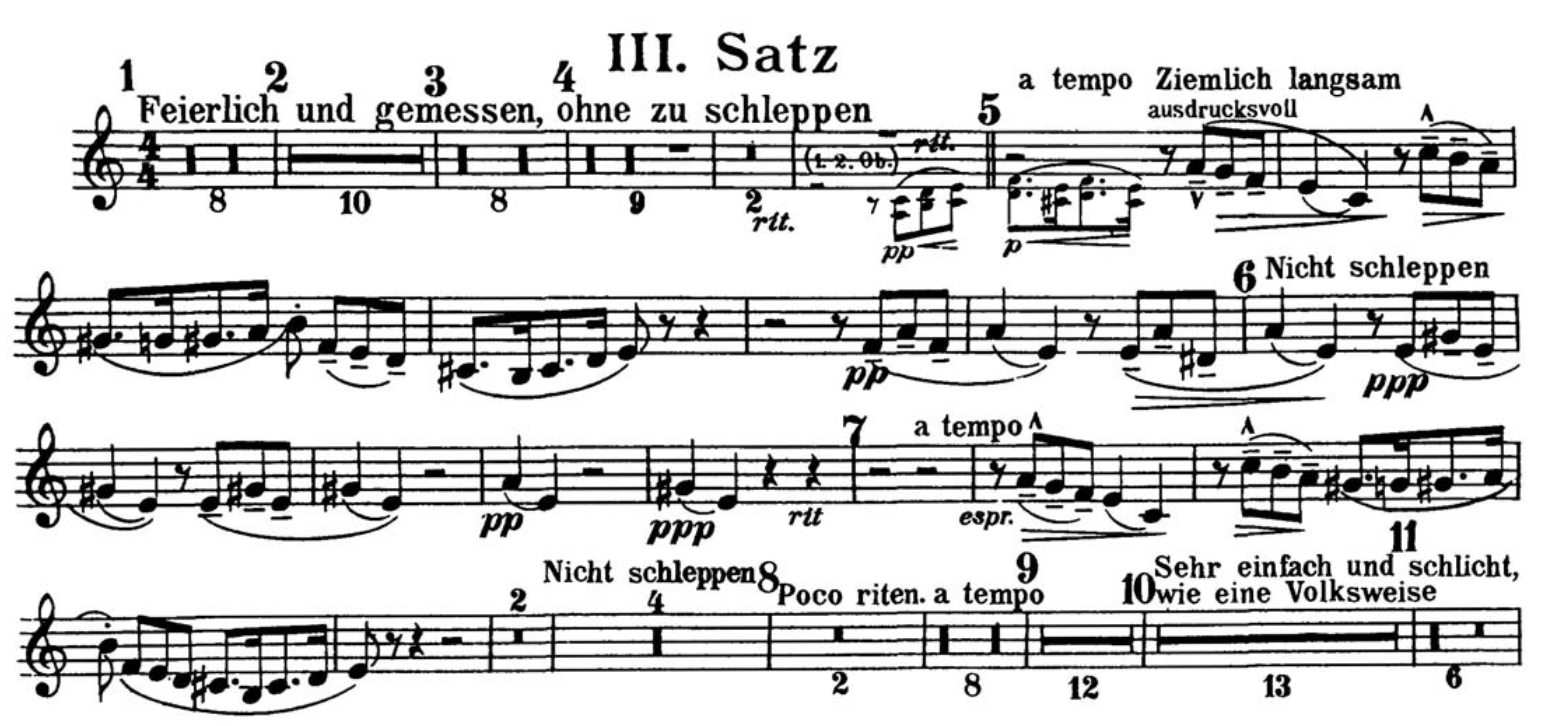 III. Satz
1 2 3 4
Feierlich und gemessen, ohne zu schleppen
5 a tempo Ziemlich langsam
ausdrucksvoll
(1. 2. Ob.) rit.
8 10 8 9 2
rit. pp p
6 Nicht schleppen
pp ppp
7 a tempo
pp ppp rit espr.
Nicht schleppen 8 Poco riten. a tempo 9
10 Sehr einfach und schlicht, 11
wie eine Volksweise
2 4
2 8 12 13 6